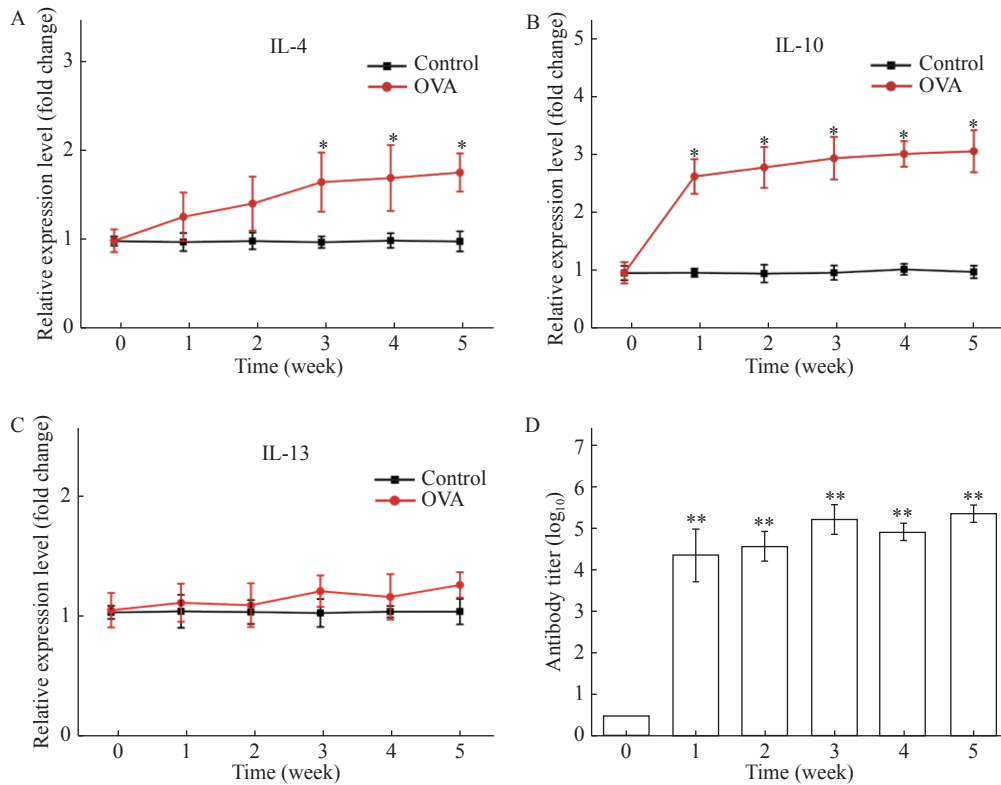 A
IL-4
Control
OVA
Relative expression level (fold change)
3
2
1
0
* * *
0 1 2 3 4 5
Time (week)
B
IL-10
Control
OVA
Relative expression level (fold change)
5
4
3
2
1
0
* * * * *
0 1 2 3 4 5
Time (week)
C
IL-13
Control
OVA
Relative expression level (fold change)
2
1
0
0 1 2 3 4 5
Time (week)
D
Antibody titer (log₁₀)
7
6
5
4
3
2
1
0
** ** ** ** **
0 1 2 3 4 5
Time (week)